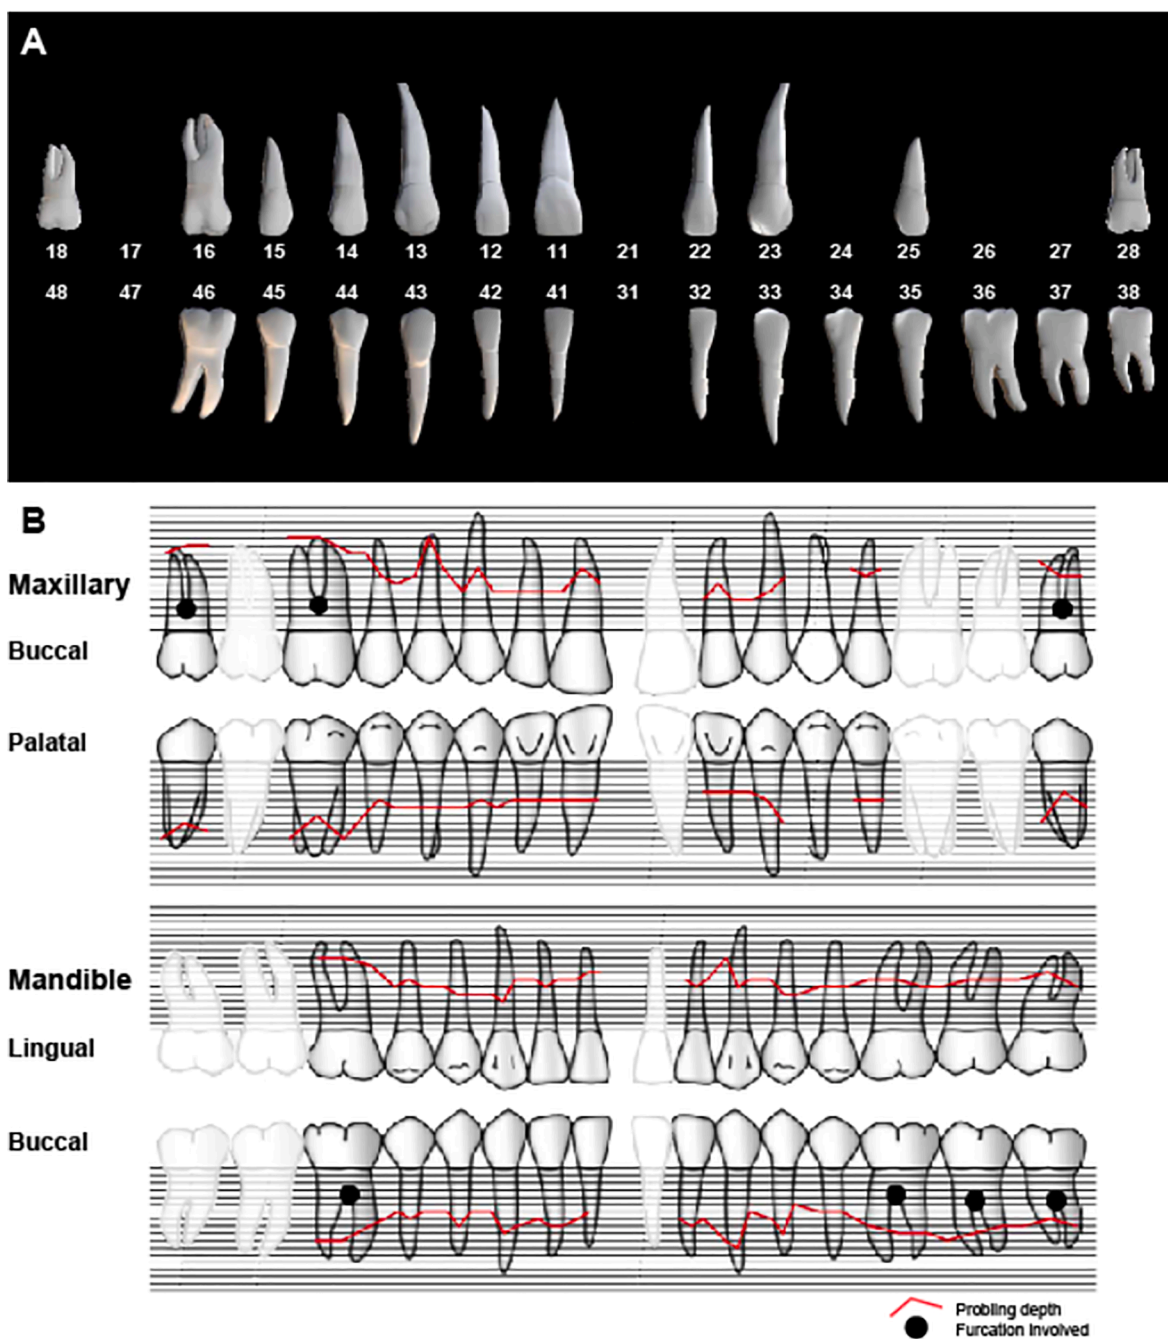 A
18 17 16 15 14 13 12 11 21 22 23 24 25 26 27 28
48 47 46 45 44 43 42 41 31 32 33 34 35 36 37 38
B
Maxillary
Buccal
Palatal
Mandible
Lingual
Buccal
Probling depth
Furcation Involved